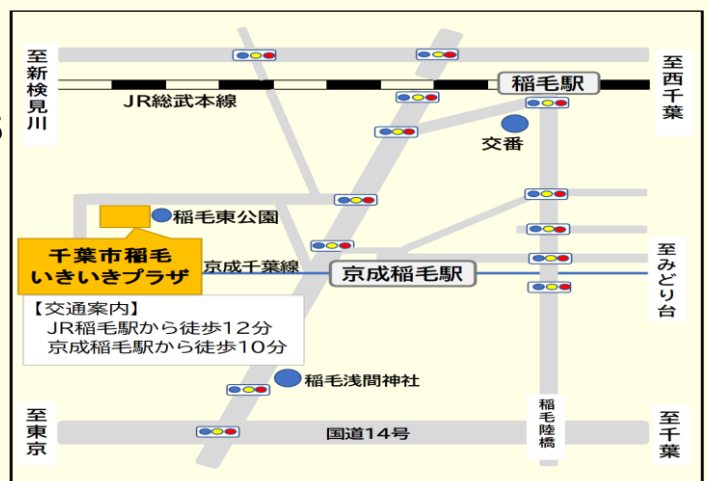 至新検見川
至西千葉
稲毛駅
JR総武本線
交番
稲毛東公園
千葉市稲毛
いきいきプラザ
京成千葉線
京成稲毛駅
至みどり台
【交通案内】
JR稲毛駅から徒歩12分
京成稲毛駅から徒歩10分
稲毛浅間神社
至東京
国道14号
稲毛陸橋
至千葉